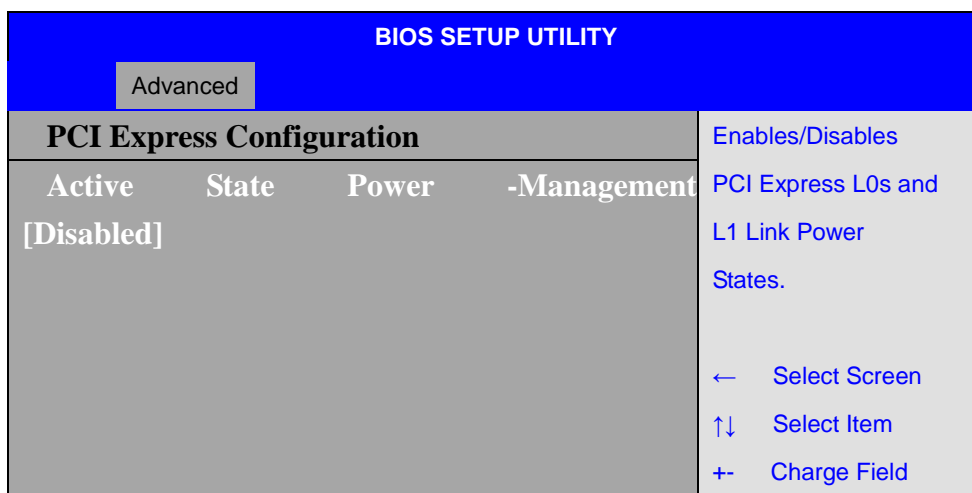 BIOS SETUP UTILITY
Advanced
PCI Express Configuration
Active State Power -Management
[Disabled]
Enables/Disables
PCI Express L0s and
L1 Link Power
States.
← Select Screen
↑↓ Select Item
+- Charge Field